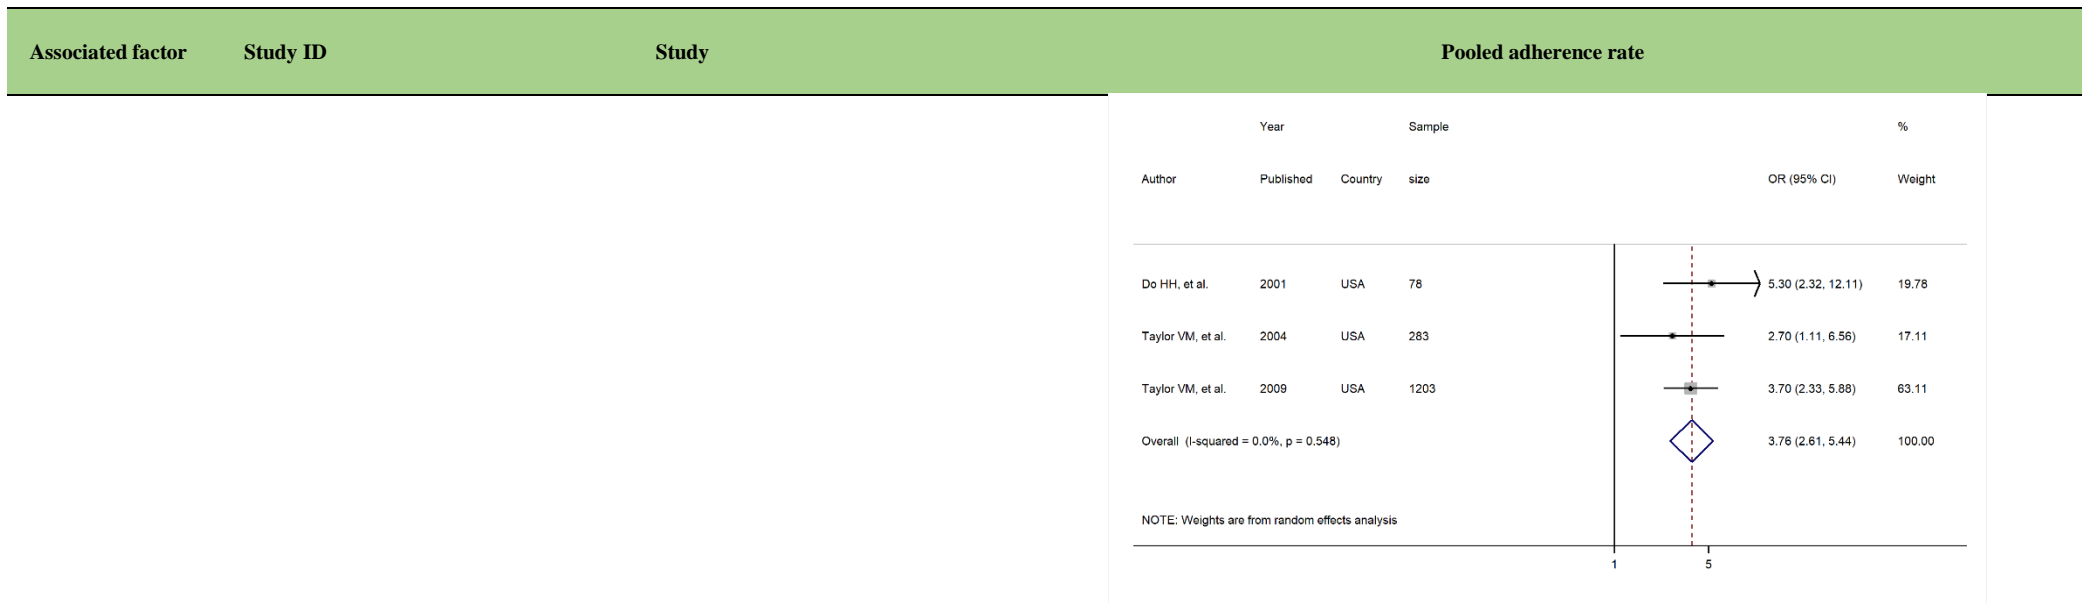 Associated factor Study ID Study Pooled adherence rate
Year Sample %
Author Published Country size OR (95% CI) Weight
Do HH, et al. 2001 USA 78 5.30 (2.32, 12.11) 19.78
Taylor VM, et al. 2004 USA 283 2.70 (1.11, 6.56) 17.11
Taylor VM, et al. 2009 USA 1203 3.70 (2.33, 5.88) 63.11
Overall (I-squared = 0.0%, p = 0.548) 3.76 (2.61, 5.44) 100.00
NOTE: Weights are from random effects analysis
1 5